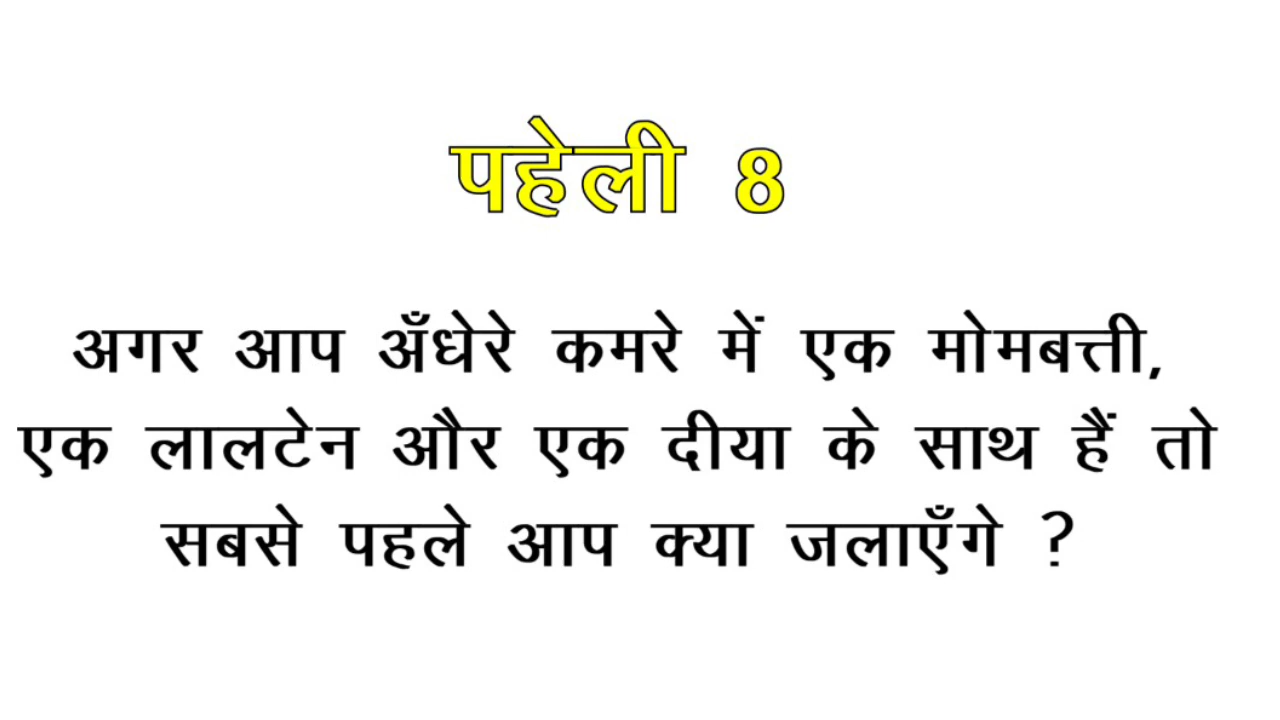 पहेली 8
अगर आप अँधेरे कमरे में एक मोमबत्ती,
एक लालटेन और एक दीया के साथ हैं तो
सबसे पहले आप क्या जलाएँगे ?